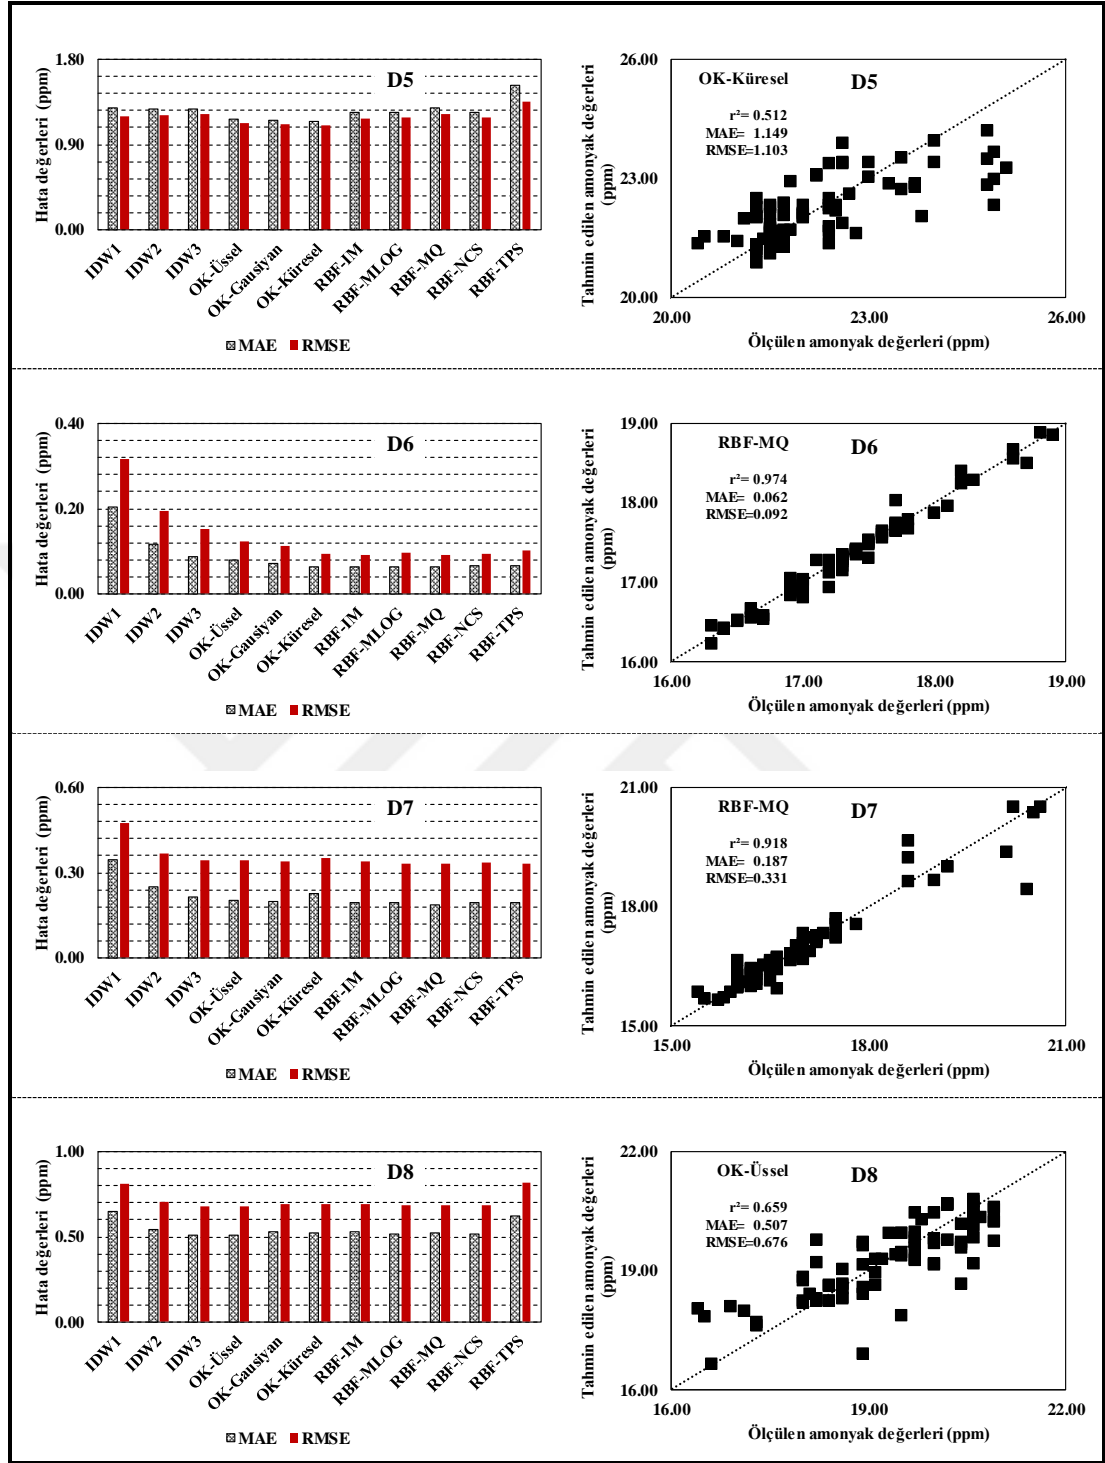 1.80
0.90
0.00
Hata değerleri (ppm)
D5
IDW1
IDW2
IDW3
OK-Üssel
OK-Gausiyan
OK-Küresel
RBF-IM
RBF-MLOG
RBF-MQ
RBF-NCS
RBF-TPS
MAE RMSE
26.00
23.00
20.00
Tahmin edilen amonyak değerleri
(ppm)
OK-Küresel D5
r²= 0.512
MAE= 1.149
RMSE=1.103
20.00 23.00 26.00
Ölçülen amonyak değerleri (ppm)
0.40
0.20
0.00
Hata değerleri (ppm)
D6
IDW1
IDW2
IDW3
OK-Üssel
OK-Gausiyan
OK-Küresel
RBF-IM
RBF-MLOG
RBF-MQ
RBF-NCS
RBF-TPS
MAE RMSE
19.00
18.00
17.00
16.00
Tahmin edilen amonyak değerleri
(ppm)
RBF-MQ D6
r²= 0.974
MAE= 0.062
RMSE=0.092
16.00 17.00 18.00 19.00
Ölçülen amonyak değerleri (ppm)
0.60
0.30
0.00
Hata değerleri (ppm)
D7
IDW1
IDW2
IDW3
OK-Üssel
OK-Gausiyan
OK-Küresel
RBF-IM
RBF-MLOG
RBF-MQ
RBF-NCS
RBF-TPS
MAE RMSE
21.00
18.00
15.00
Tahmin edilen amonyak değerleri
(ppm)
RBF-MQ D7
r²= 0.918
MAE= 0.187
RMSE=0.331
15.00 18.00 21.00
Ölçülen amonyak değerleri (ppm)
1.00
0.50
0.00
Hata değerleri (ppm)
D8
IDW1
IDW2
IDW3
OK-Üssel
OK-Gausiyan
OK-Küresel
RBF-IM
RBF-MLOG
RBF-MQ
RBF-NCS
RBF-TPS
MAE RMSE
22.00
19.00
16.00
Tahmin edilen amonyak değerleri
(ppm)
OK-Üssel D8
r²= 0.659
MAE= 0.507
RMSE=0.676
16.00 19.00 22.00
Ölçülen amonyak değerleri (ppm)